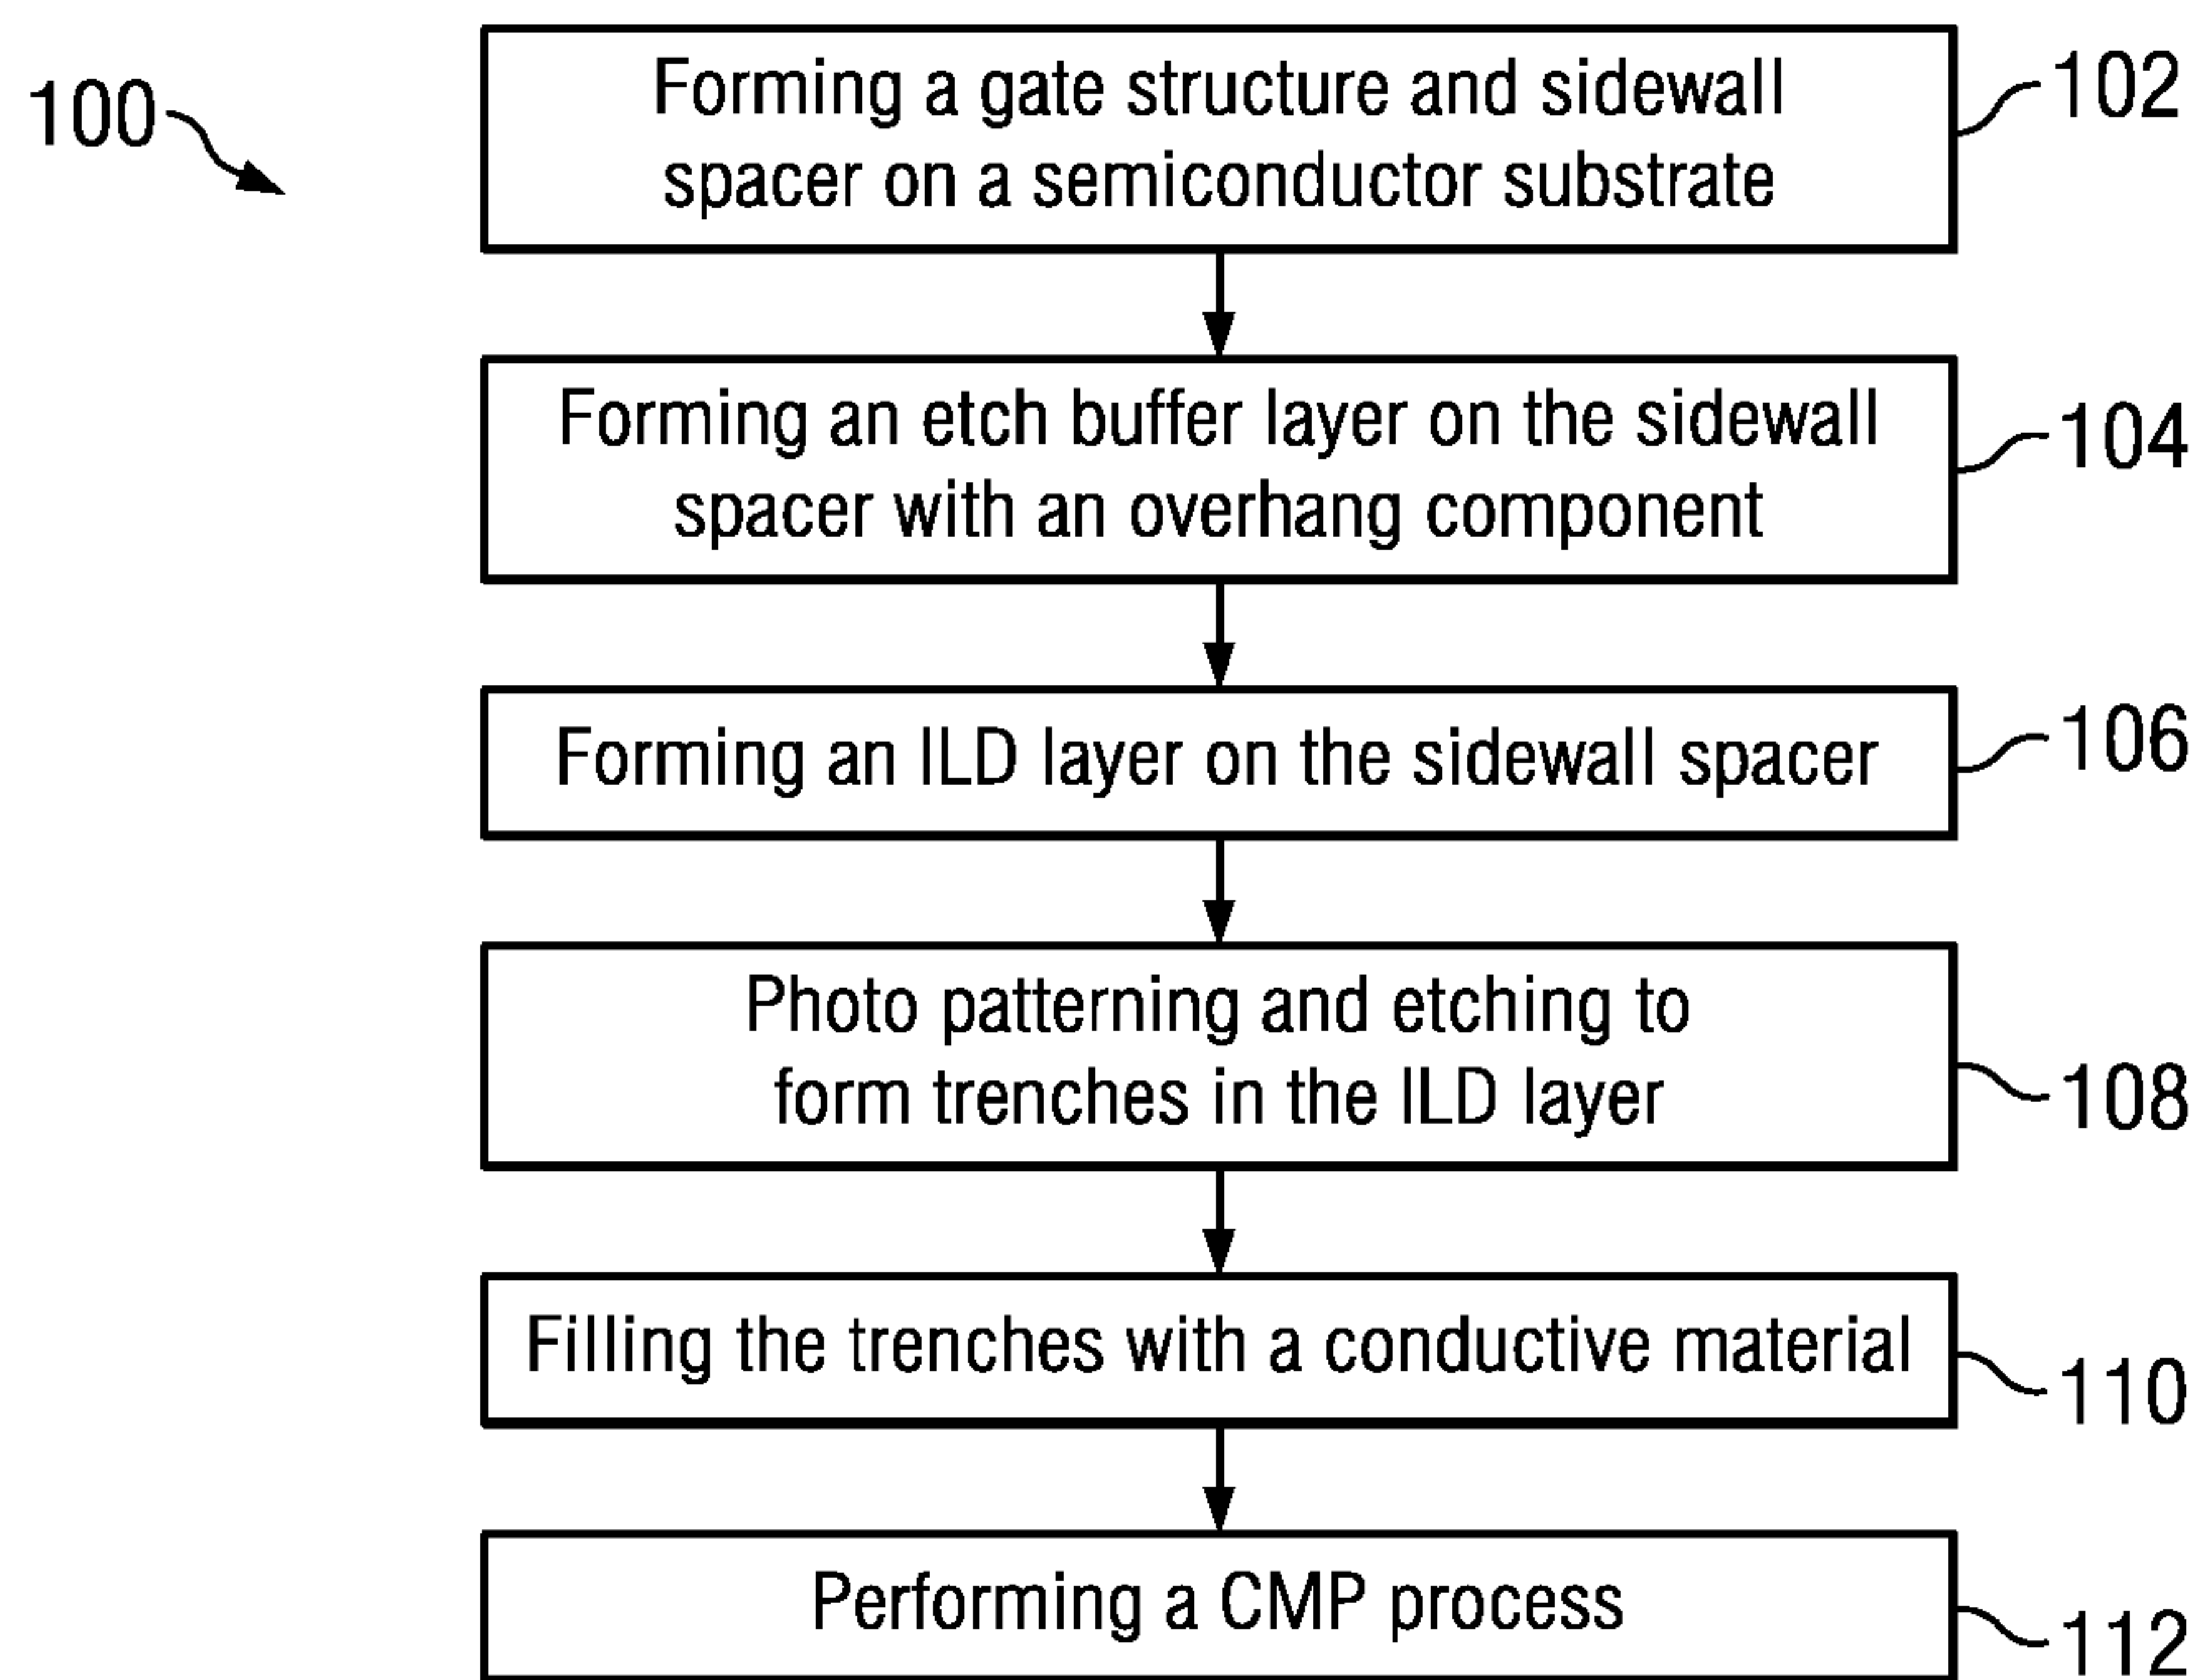 100
Forming a gate structure and sidewall
spacer on a semiconductor substrate
102
Forming an etch buffer layer on the sidewall
spacer with an overhang component
104
Forming an ILD layer on the sidewall spacer
106
Photo patterning and etching to
form trenches in the ILD layer
108
Filling the trenches with a conductive material
110
Performing a CMP process
112